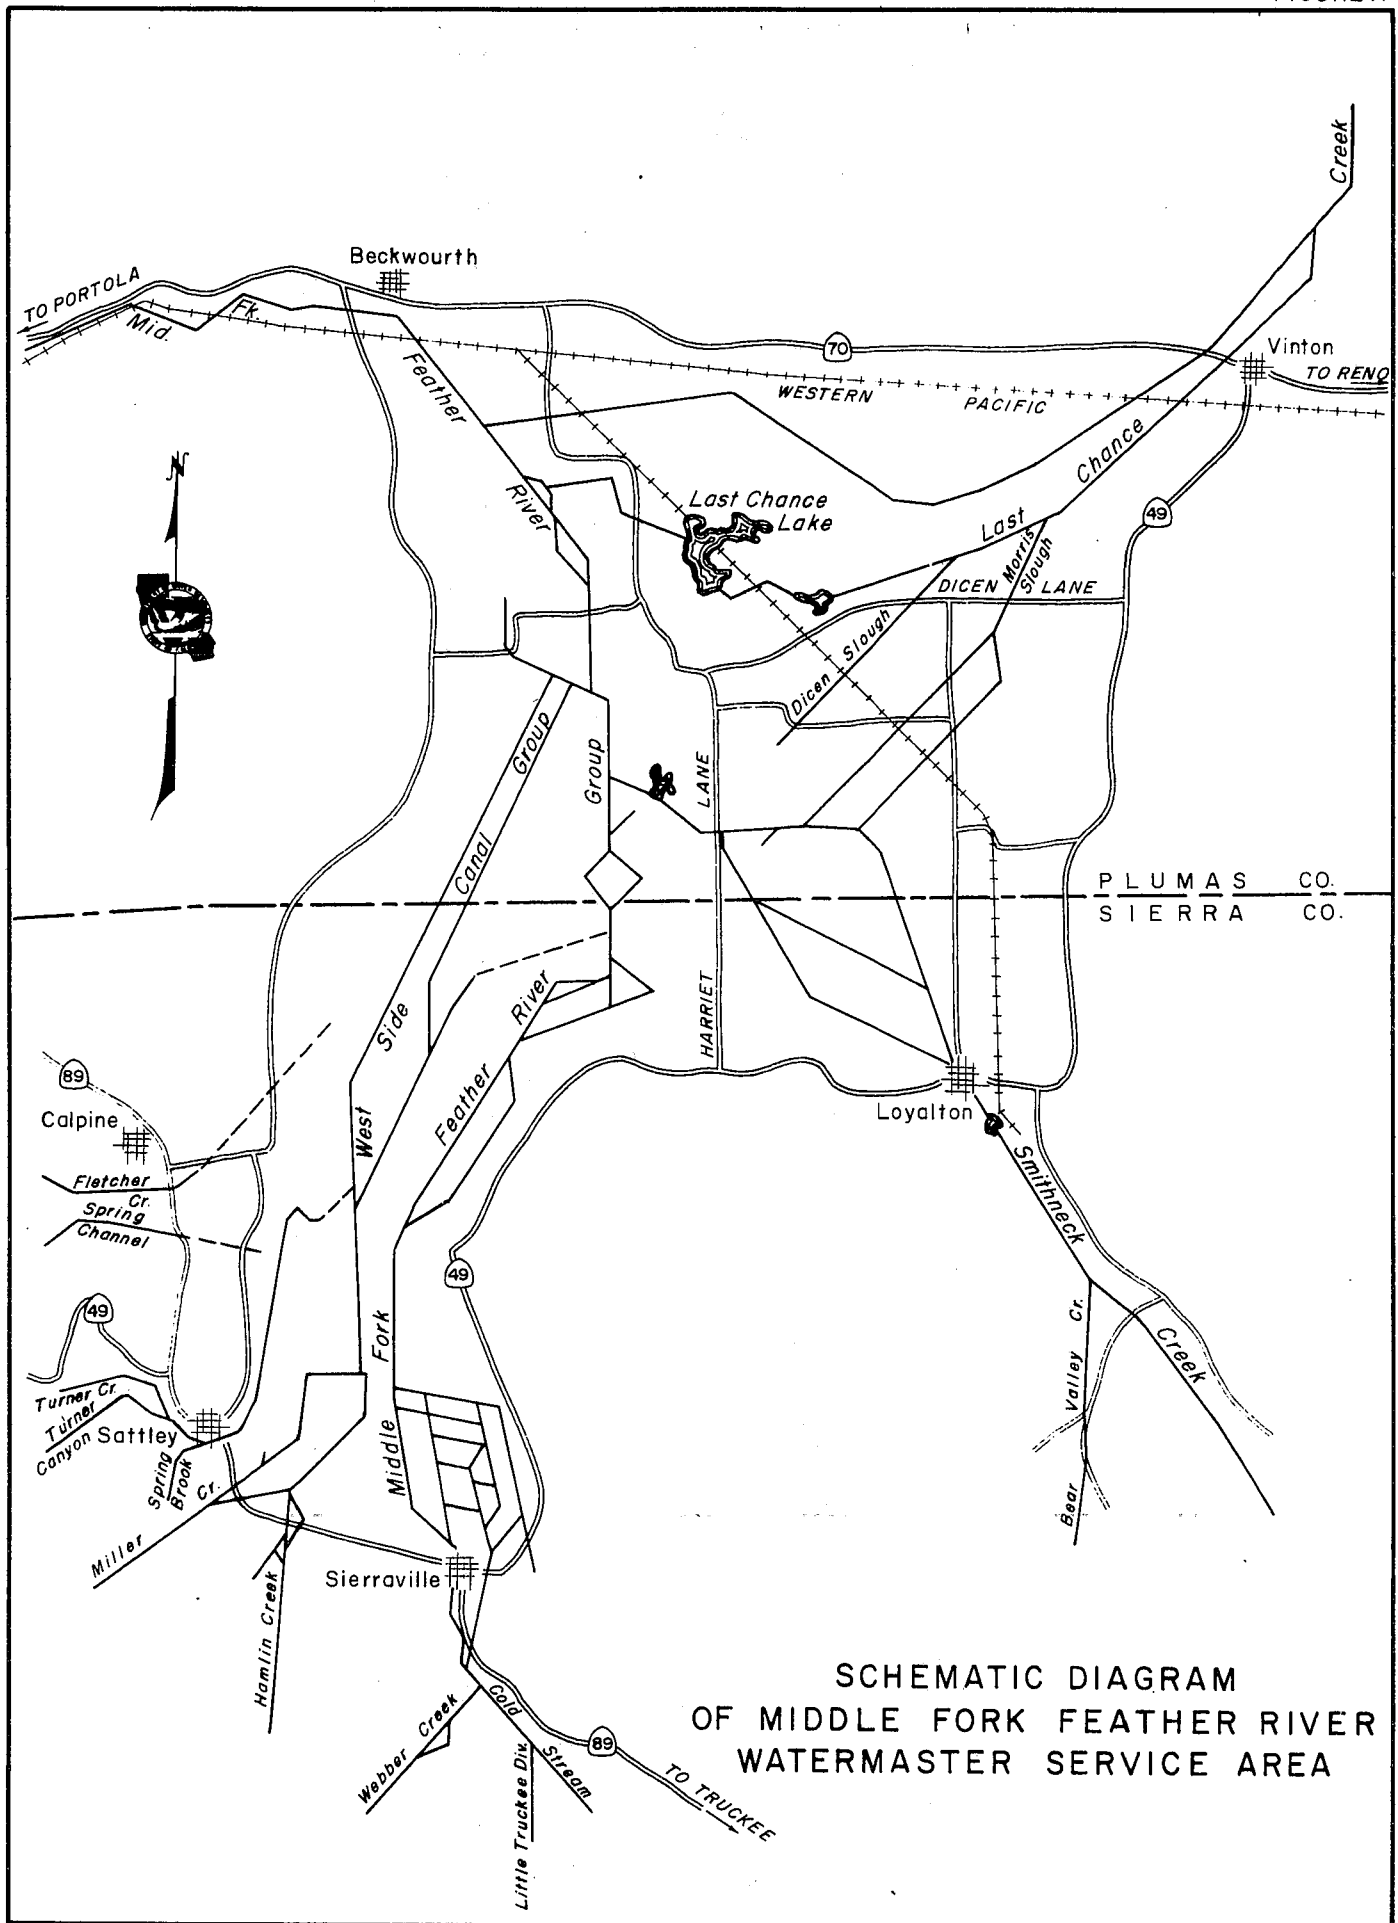 Creek
Beckwourth
TO PORTOLA
Mid.
Fk.
Feather
River
70
Vinton
TO RENO
WESTERN
PACIFIC
Chance
Last
Last Chance
Lake
49
N
Morris
Slough
DICEN
LANE
Dicen
Slough
Group
Canal
Side
West
Group
River
Feather
LANE
HARRIET
PLUMAS CO.
SIERRA CO.
89
Calpine
Fletcher
Cr.
Spring
Channel
Loyalton
Smithneck
Creek
49
49
Fork
Middle
Valley Cr.
Bear
Turner Cr.
Turner
Canyon
Sattley
Spring
Brook
Miller
Cr.
Hamlin Creek
Sierraville
Webber Creek
Cold
Stream
Little Truckee Div.
89
TO TRUCKEE
SCHEMATIC DIAGRAM
OF MIDDLE FORK FEATHER RIVER
WATERMASTER SERVICE AREA